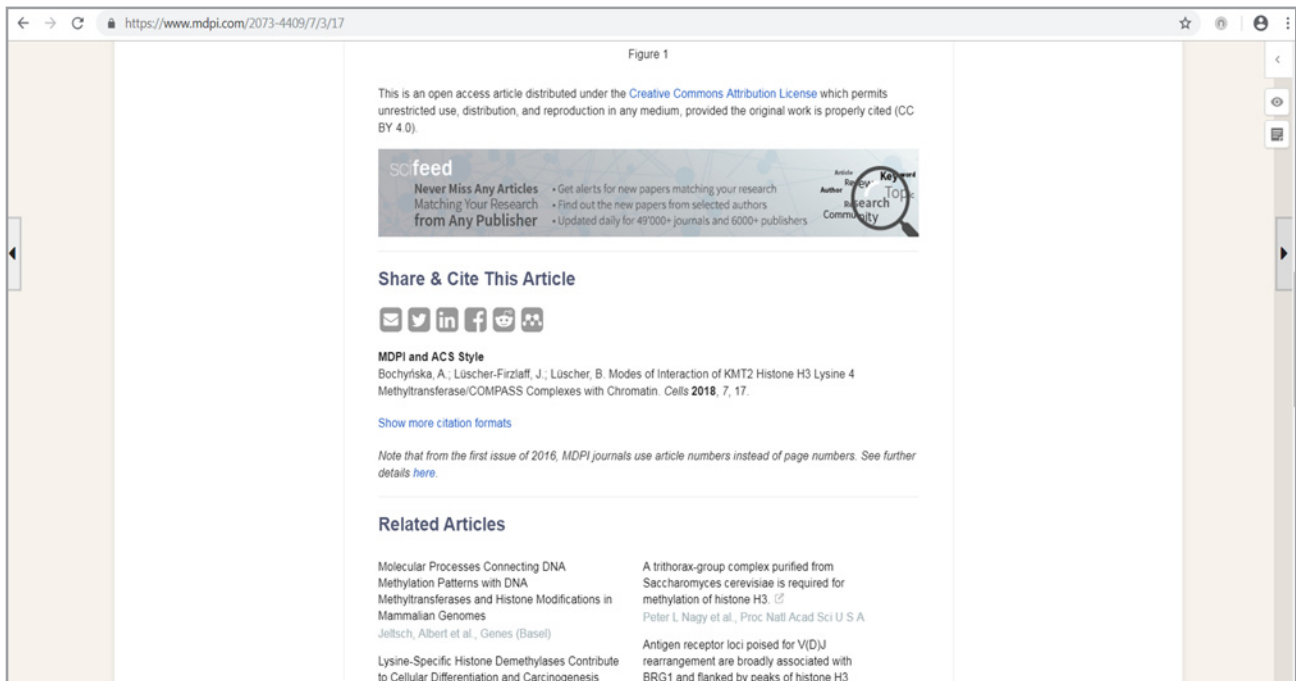 https://www.mdpi.com/2073-4409/7/3/17
Figure 1
This is an open access article distributed under the Creative Commons Attribution License which permits
unrestricted use, distribution, and reproduction in any medium, provided the original work is properly cited (CC
BY 4.0).
scifeed
Never Miss Any Articles
Matching Your Research
from Any Publisher
• Get alerts for new papers matching your research
• Find out the new papers from selected authors
• Updated daily for 49'000+ journals and 6000+ publishers
Article
Review
Keyword
Author
Topic
Research
Community
Share & Cite This Article
MDPI and ACS Style
Bochyńska, A.; Lüscher-Firzlaff, J.; Lüscher, B. Modes of Interaction of KMT2 Histone H3 Lysine 4
Methyltransferase/COMPASS Complexes with Chromatin. Cells 2018, 7, 17.
Show more citation formats
Note that from the first issue of 2016, MDPI journals use article numbers instead of page numbers. See further
details here.
Related Articles
Molecular Processes Connecting DNA
Methylation Patterns with DNA
Methyltransferases and Histone Modifications in
Mammalian Genomes
Jeltsch, Albert et al., Genes (Basel)
Lysine-Specific Histone Demethylases Contribute
to Cellular Differentiation and Carcinogenesis
A trithorax-group complex purified from
Saccharomyces cerevisiae is required for
methylation of histone H3.
Peter L Nagy et al., Proc Natl Acad Sci U S A
Antigen receptor loci poised for V(D)J
rearrangement are broadly associated with
BRG1 and flanked by peaks of histone H3